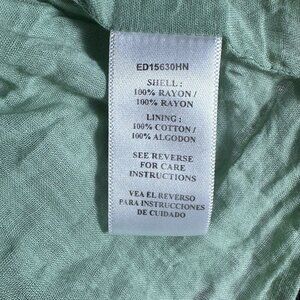 ED15630HN
SHELL :
100% RAYON /
100% RAYON
LINING :
100% COTTON /
100% ALGODON
SEE REVERSE
FOR CARE
INSTRUCTIONS
VEA EL REVERSO
PARA INSTRUCCIONES
DE CUIDADO